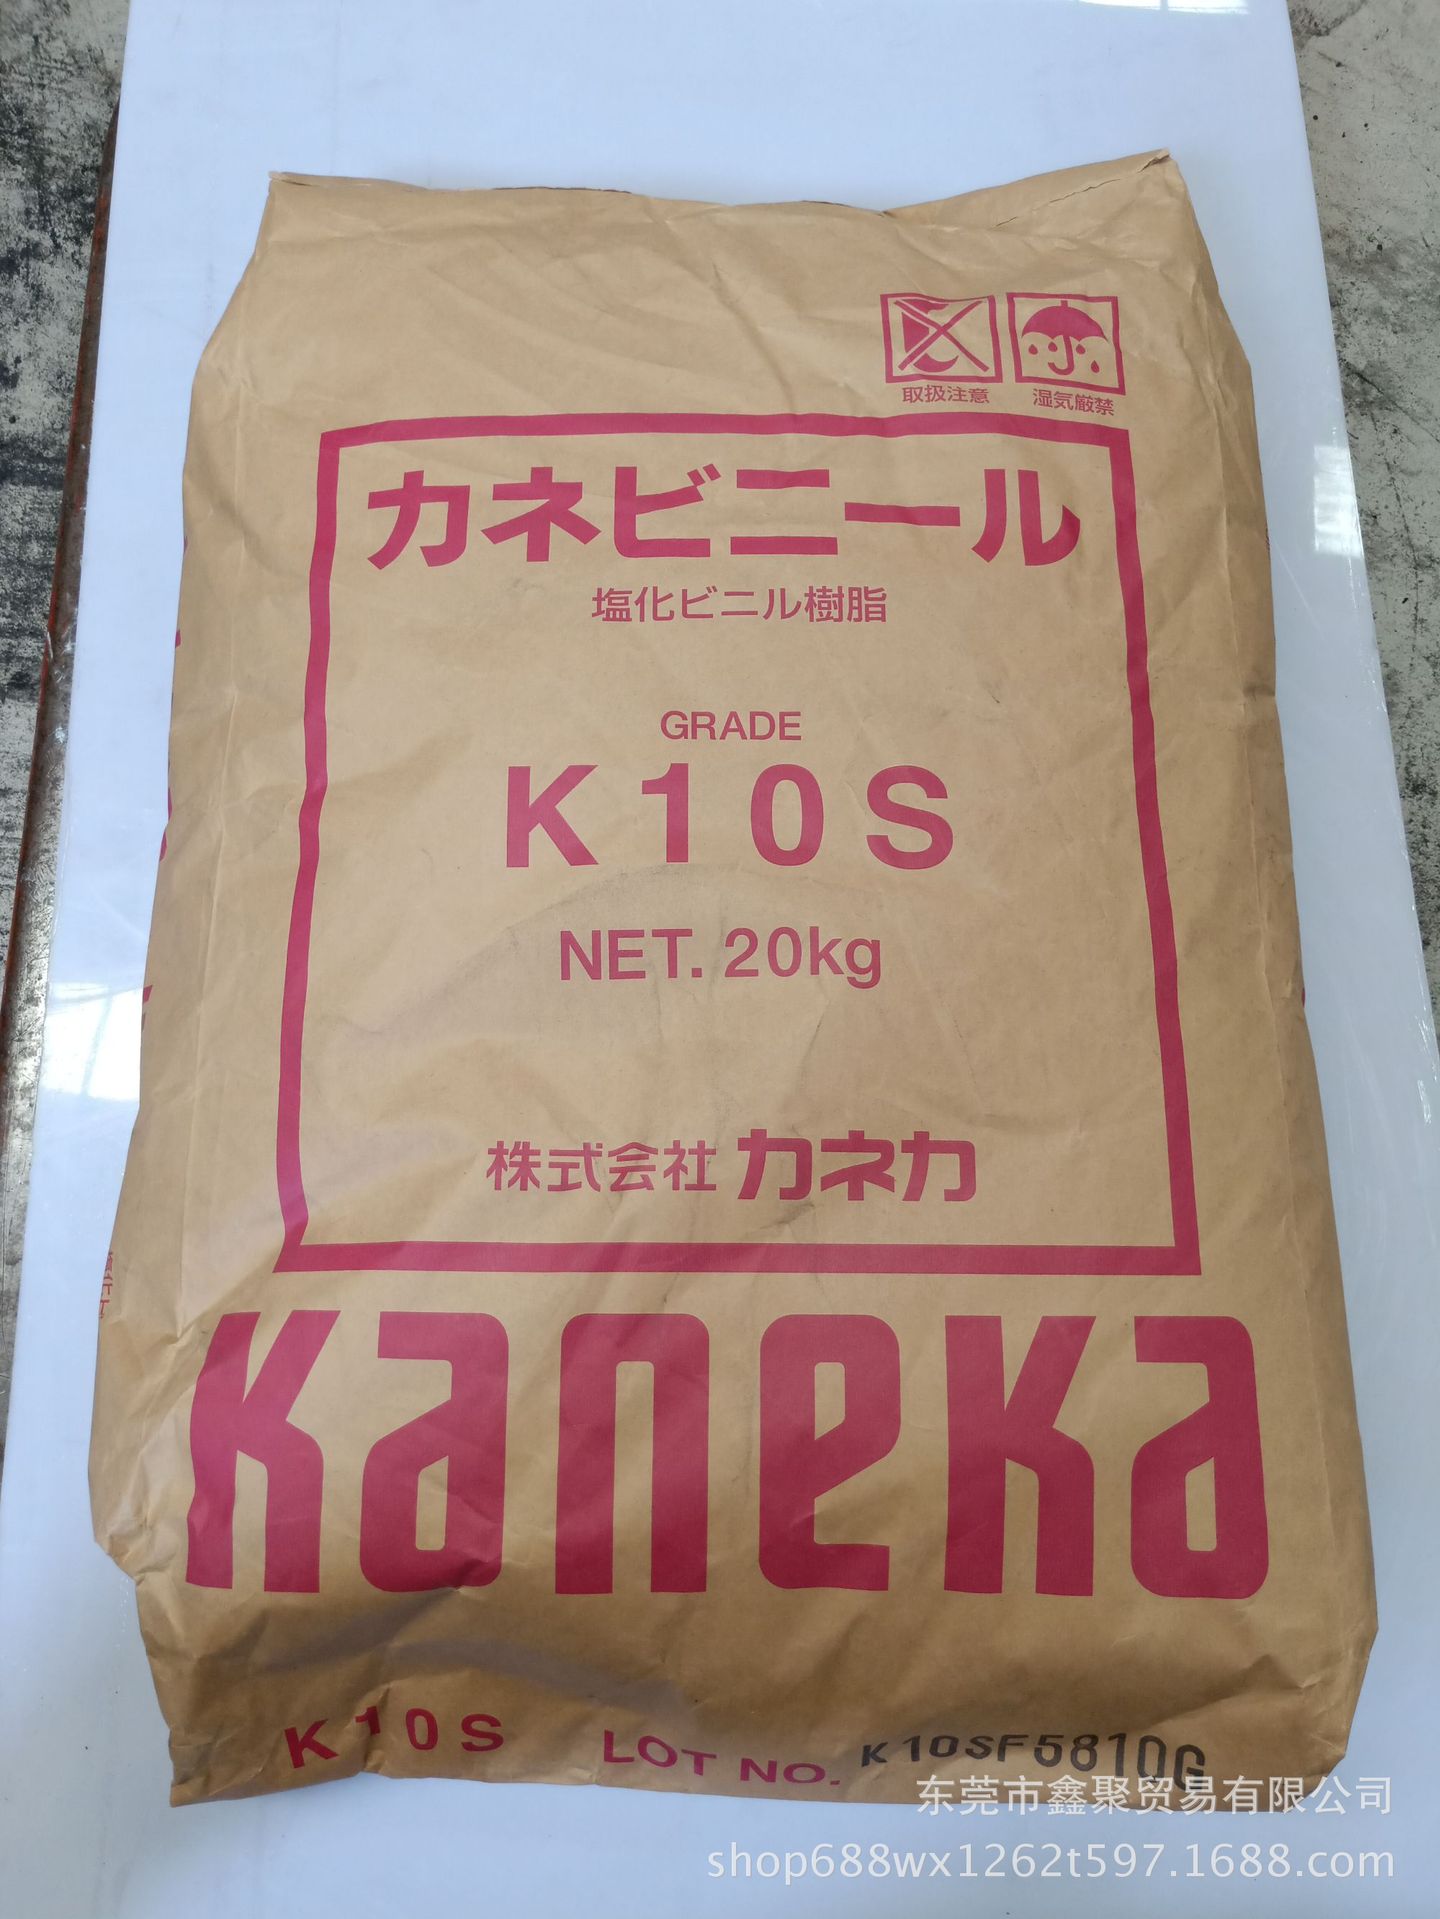 取扱注意 湿気厳禁
カネビニール
塩化ビニル樹脂
GRADE
K10S
NET. 20kg
株式会社 カネカ
kaneka
K10S LOT NO. K10SF5810G
东莞市鑫聚贸易有限公司
shop688wx1262t597.1688.com